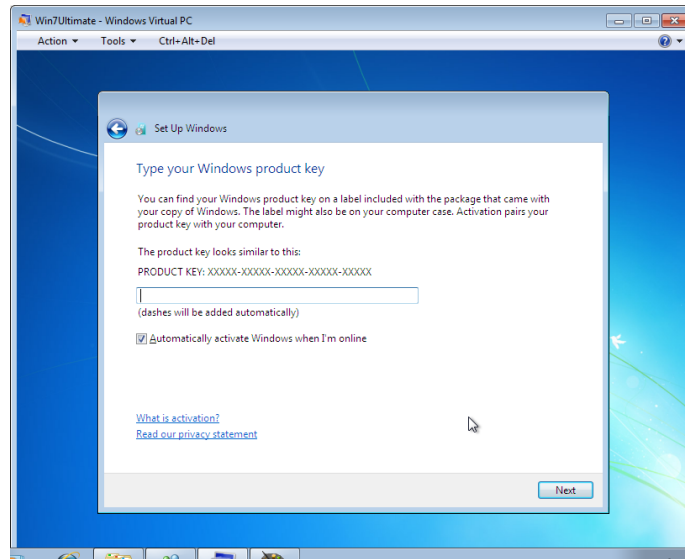 Win7Ultimate - Windows Virtual PC
Action Tools Ctrl+Alt+Del
Set Up Windows
Type your Windows product key
You can find your Windows product key on a label included with the package that came with
your copy of Windows. The label might also be on your computer case. Activation pairs your
product key with your computer.
The product key looks similar to this:
PRODUCT KEY: XXXXX-XXXXX-XXXXX-XXXXX-XXXXX
(dashes will be added automatically)
Automatically activate Windows when I'm online
What is activation?
Read our privacy statement
Next